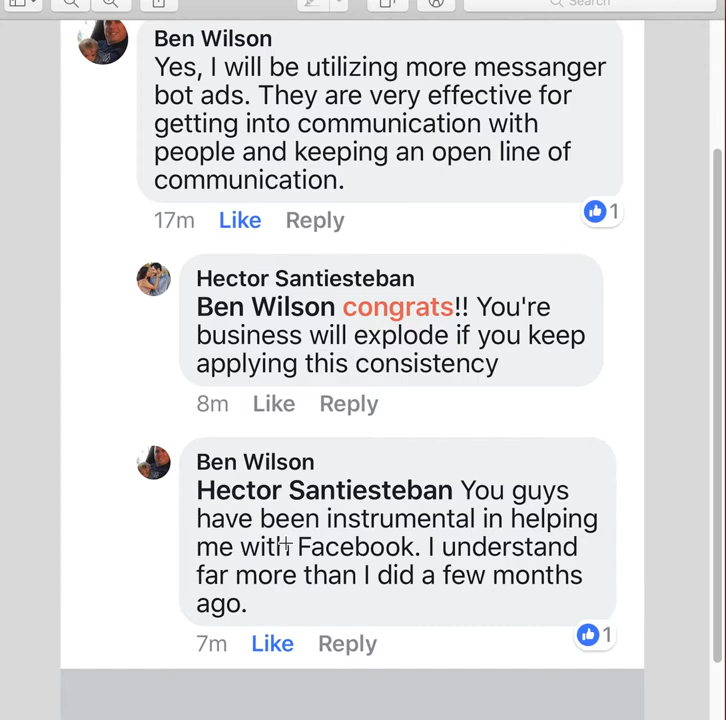 Search
Ben Wilson
Yes, I will be utilizing more messanger
bot ads. They are very effective for
getting into communication with
people and keeping an open line of
communication.
17m Like Reply 1
Hector Santiesteban
Ben Wilson congrats!! You're
business will explode if you keep
applying this consistency
8m Like Reply
Ben Wilson
Hector Santiesteban You guys
have been instrumental in helping
me with Facebook. I understand
far more than I did a few months
ago.
7m Like Reply 1